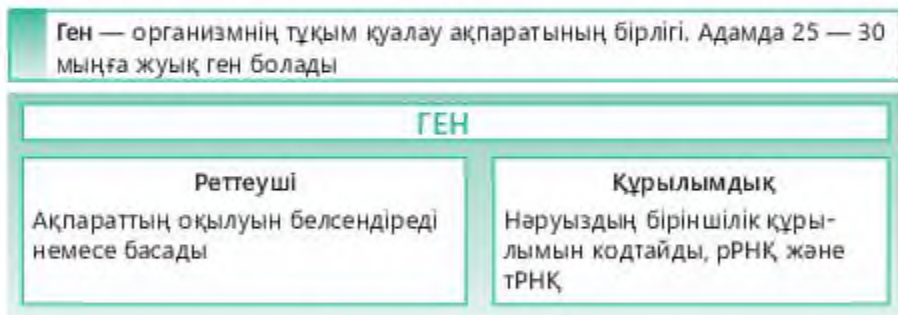 Ген — организмнің тұқым қуалау ақпаратының бірлігі. Адамда 25 — 30
мыңға жуық ген болады
ГЕН
Реттеуші
Ақпараттың оқылуын белсендіреді
немесе басады
Құрылымдық
Нәруыздың біріншілік құры-
лымын кодтайды, рРНҚ және
тРНҚ